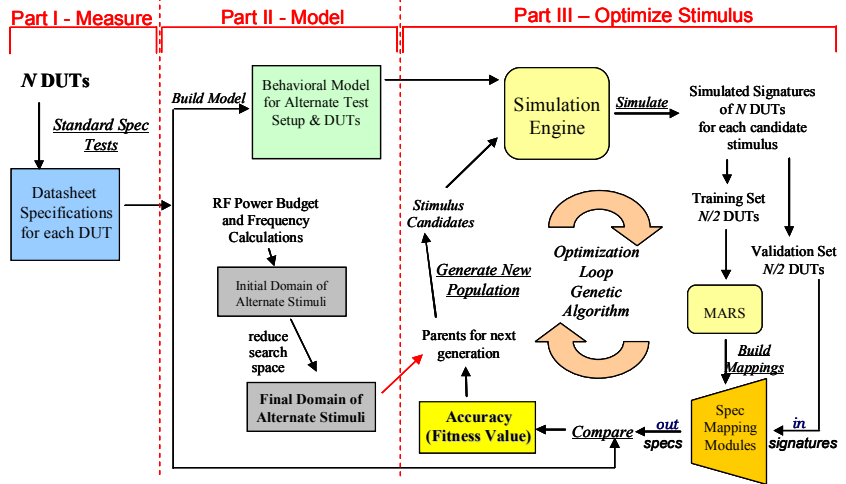 Part I - Measure
Part II - Model
Part III – Optimize Stimulus
N DUTs
Standard Spec
Tests
Datasheet
Specifications
for each DUT
Build Model
Behavioral Model
for Alternate Test
Setup & DUTs
RF Power Budget
and Frequency
Calculations
Initial Domain of
Alternate Stimuli
reduce
search
space
Final Domain of
Alternate Stimuli
Simulation
Engine
Simulate
Simulated Signatures
of N DUTs
for each candidate
stimulus
Stimulus
Candidates
Generate New
Population
Parents for next
generation
Optimization
Loop
Genetic
Algorithm
Training Set
N/2 DUTs
Validation Set
N/2 DUTs
MARS
Build
Mappings
Spec
Mapping
Modules
in
signatures
out
specs
Compare
Accuracy
(Fitness Value)